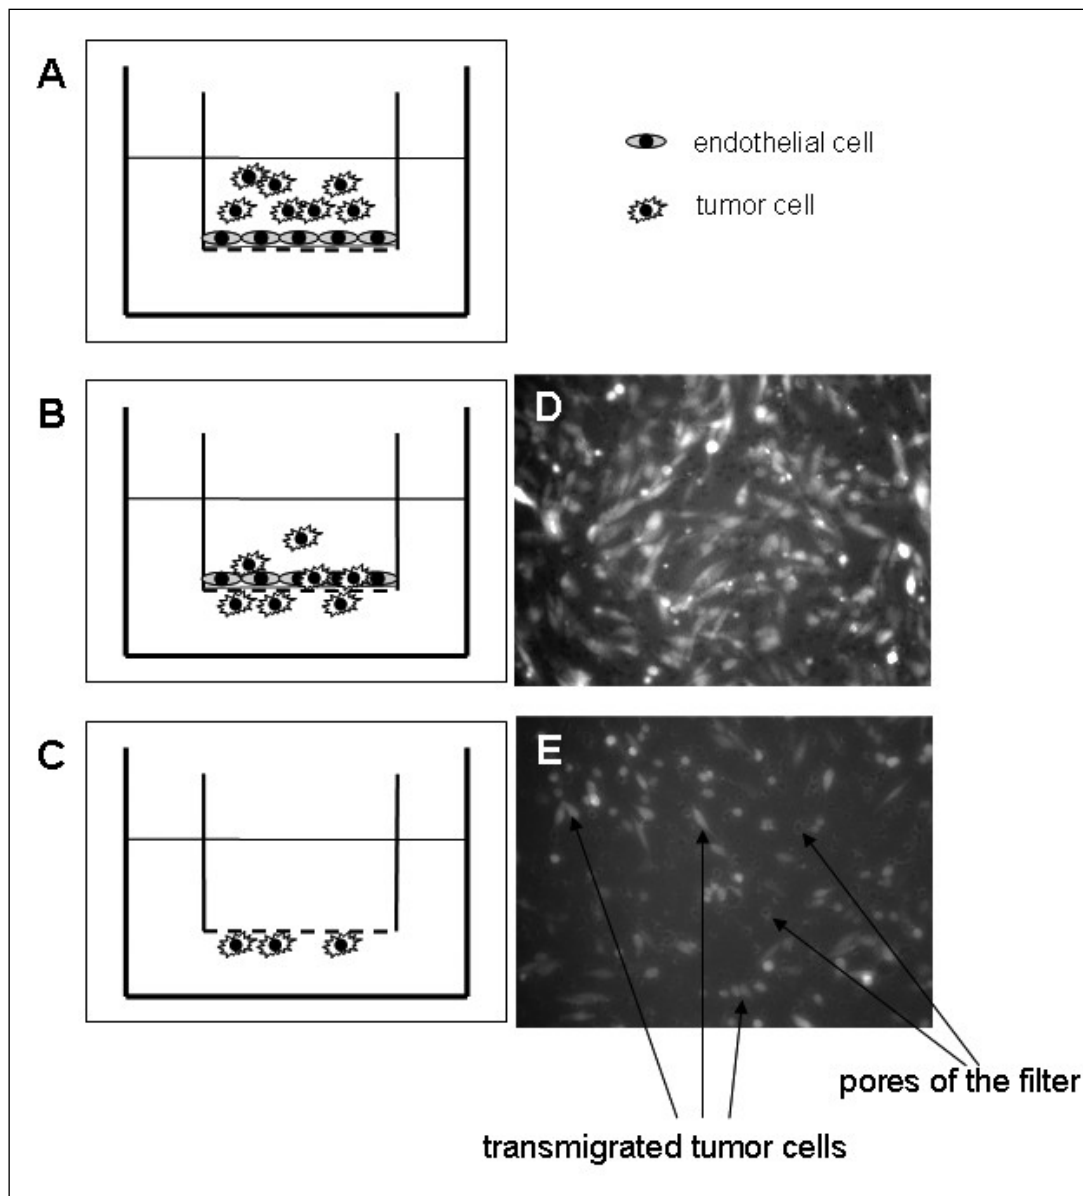 A
endothelial cell
tumor cell
B
D
C
E
pores of the filter
transmigrated tumor cells